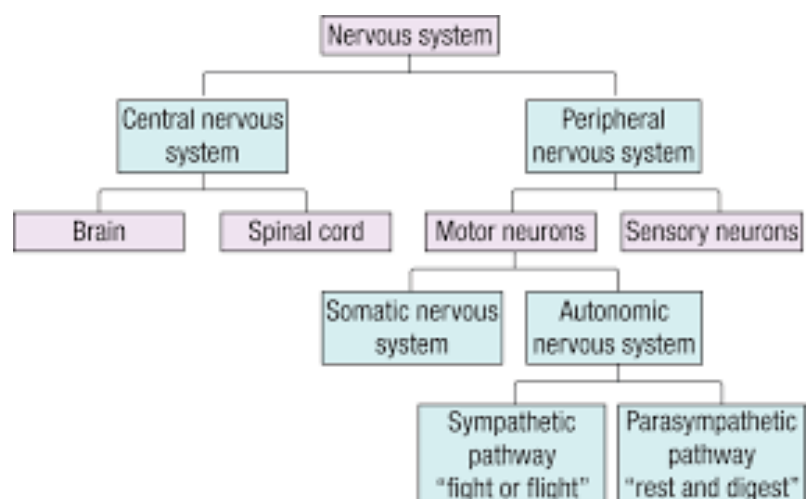 Nervous system
Central nervous
system
Peripheral
nervous system
Brain
Spinal cord
Motor neurons
Sensory neurons
Somatic nervous
system
Autonomic
nervous system
Sympathetic
pathway
"fight or flight"
Parasympathetic
pathway
"rest and digest"